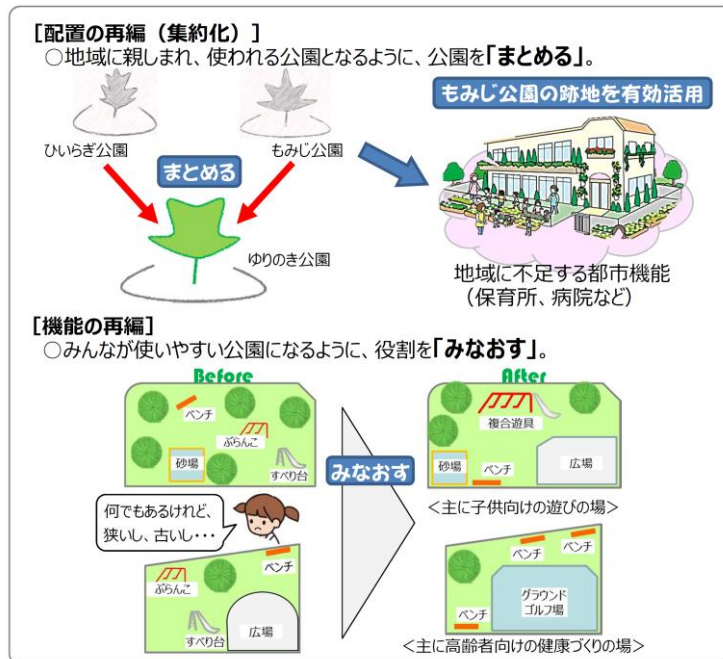 [配置の再編(集約化)]
○地域に親しまれ、使われる公園となるように、公園を「まとめる」。
もみじ公園の跡地を有効活用
ひいらぎ公園
もみじ公園
まとめる
ゆりのき公園
地域に不足する都市機能
(保育所、病院など)
[機能の再編]
○みんなが使いやすい公園になるように、役割を「みなおす」。
Before
ベンチ
ぶらんこ
砂場
すべり台
何でもあるけれど、
狭いし、古いし・・・
ベンチ
ぶらんこ
すべり台
広場
みなおす
After
複合遊具
砂場
ベンチ
広場
<主に子供向けの遊びの場>
ベンチ
ベンチ
グラウンド
ゴルフ場
ベンチ
<主に高齢者向けの健康づくりの場>